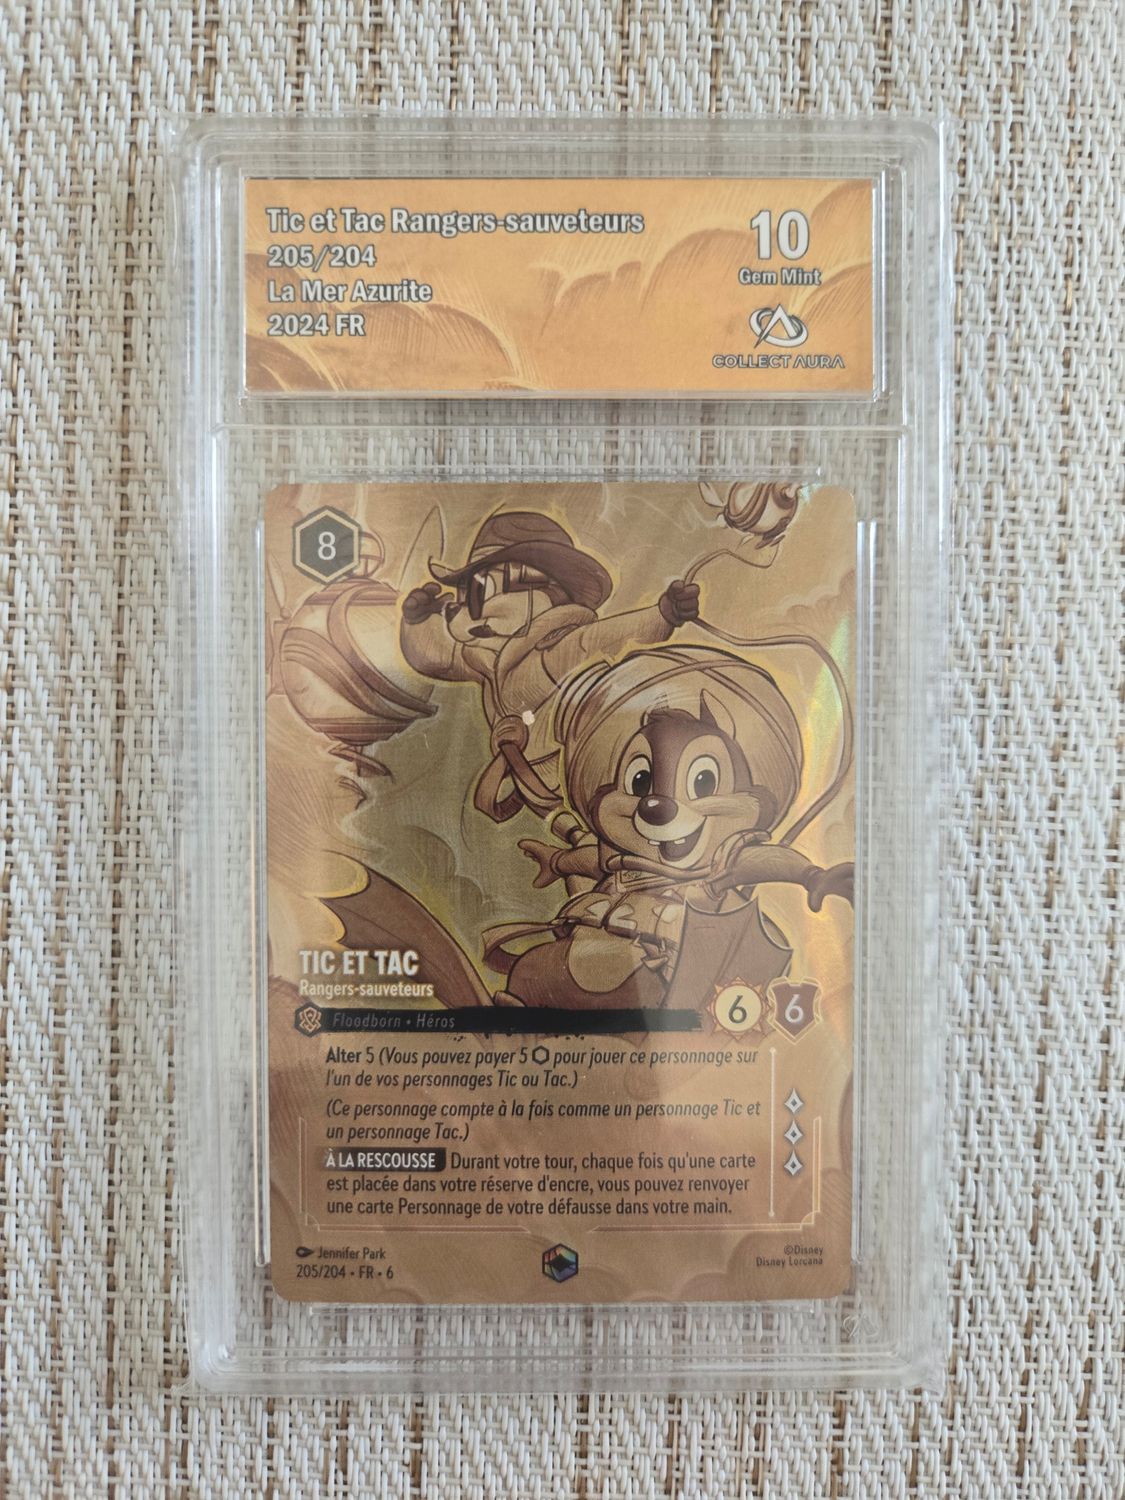 Tic et Tac Rangers-sauveteurs
205/204
La Mer Azurite
2024 FR
10
Gem Mint
COLLECT AURA
8
TIC ET TAC
Rangers-sauveteurs
6
6
Floodborn • Héros
Alter 5 (Vous pouvez payer 5 ⬡ pour jouer ce personnage sur
l'un de vos personnages Tic ou Tac.)
(Ce personnage compte à la fois comme un personnage Tic et
un personnage Tac.)
À LA RESCOUSSE Durant votre tour, chaque fois qu'une carte
est placée dans votre réserve d'encre, vous pouvez renvoyer
une carte Personnage de votre défausse dans votre main.
Jennifer Park
205/204 • FR • 6
©Disney
Disney Lorcana